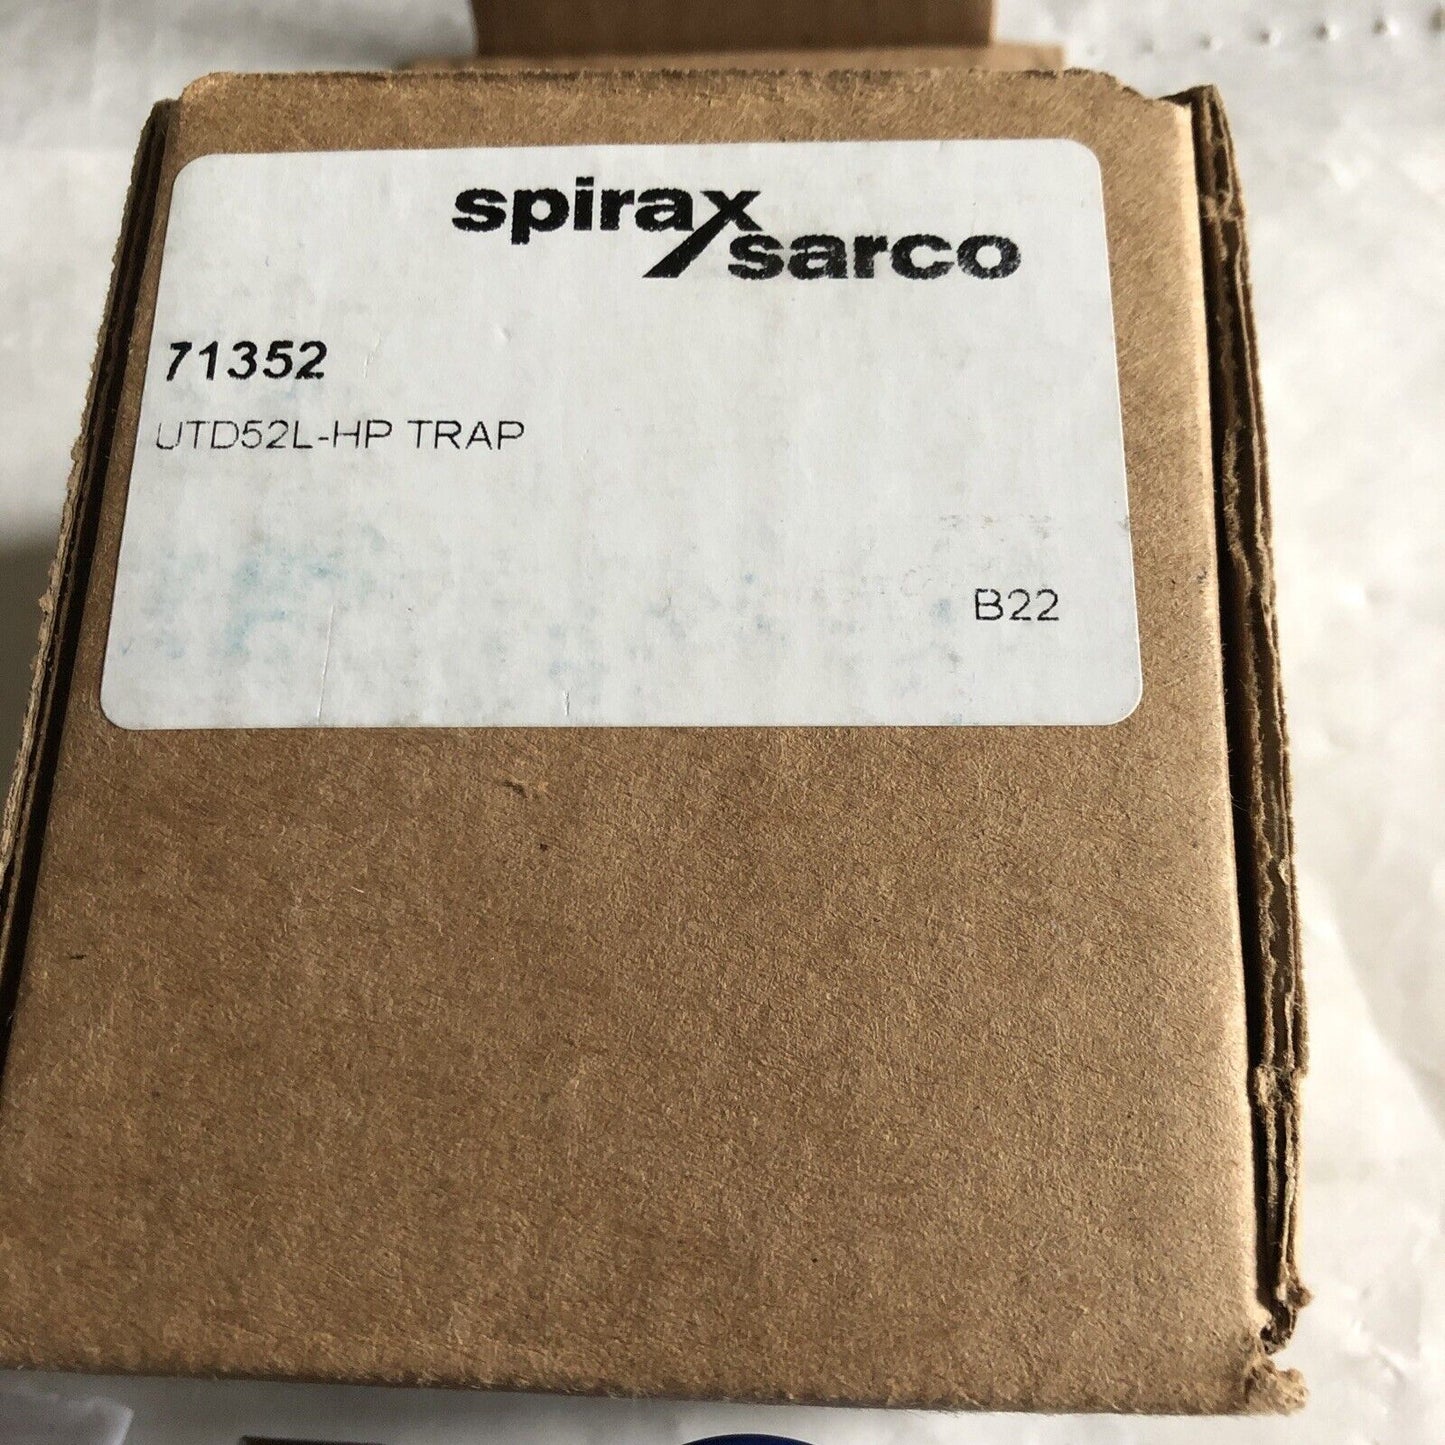 spirax
sarco
71352
UTD52L-HP TRAP
B22